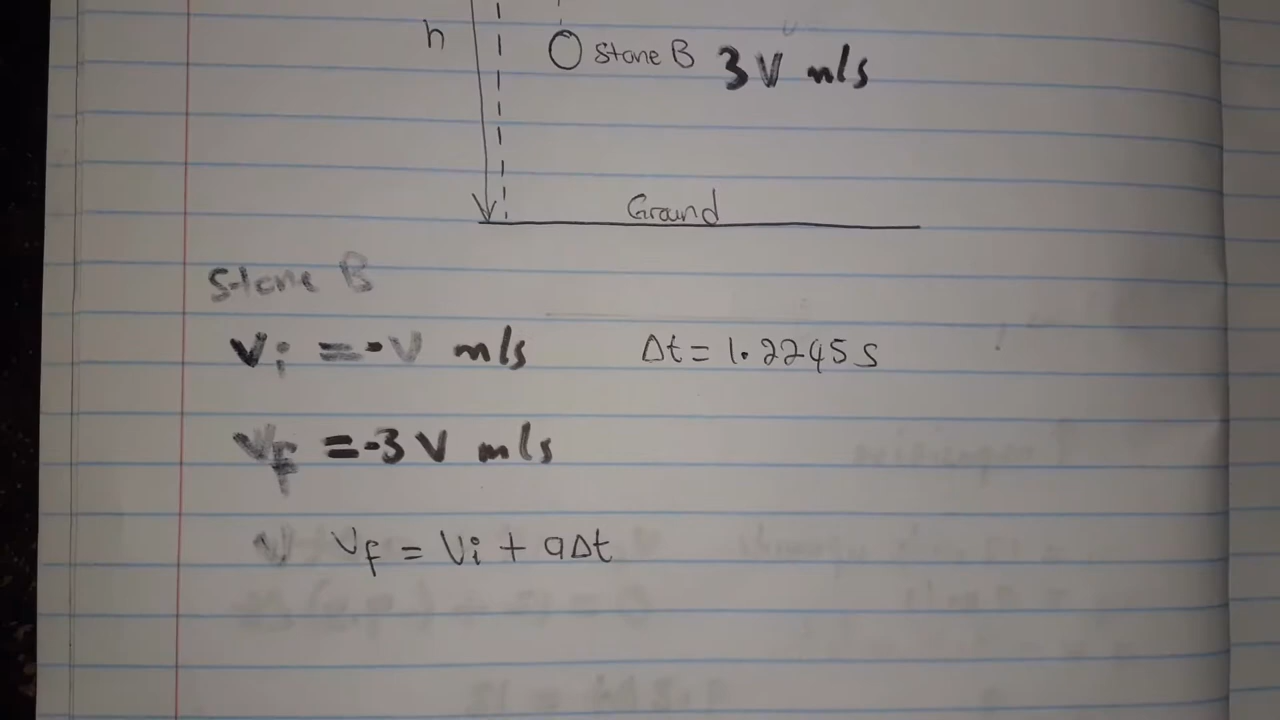 h
Stone B 3V m/s
Ground
Stone B
Vi = -V m/s Δt = 1.2245 s
Vf = -3V m/s
Vf = Vi + aΔt